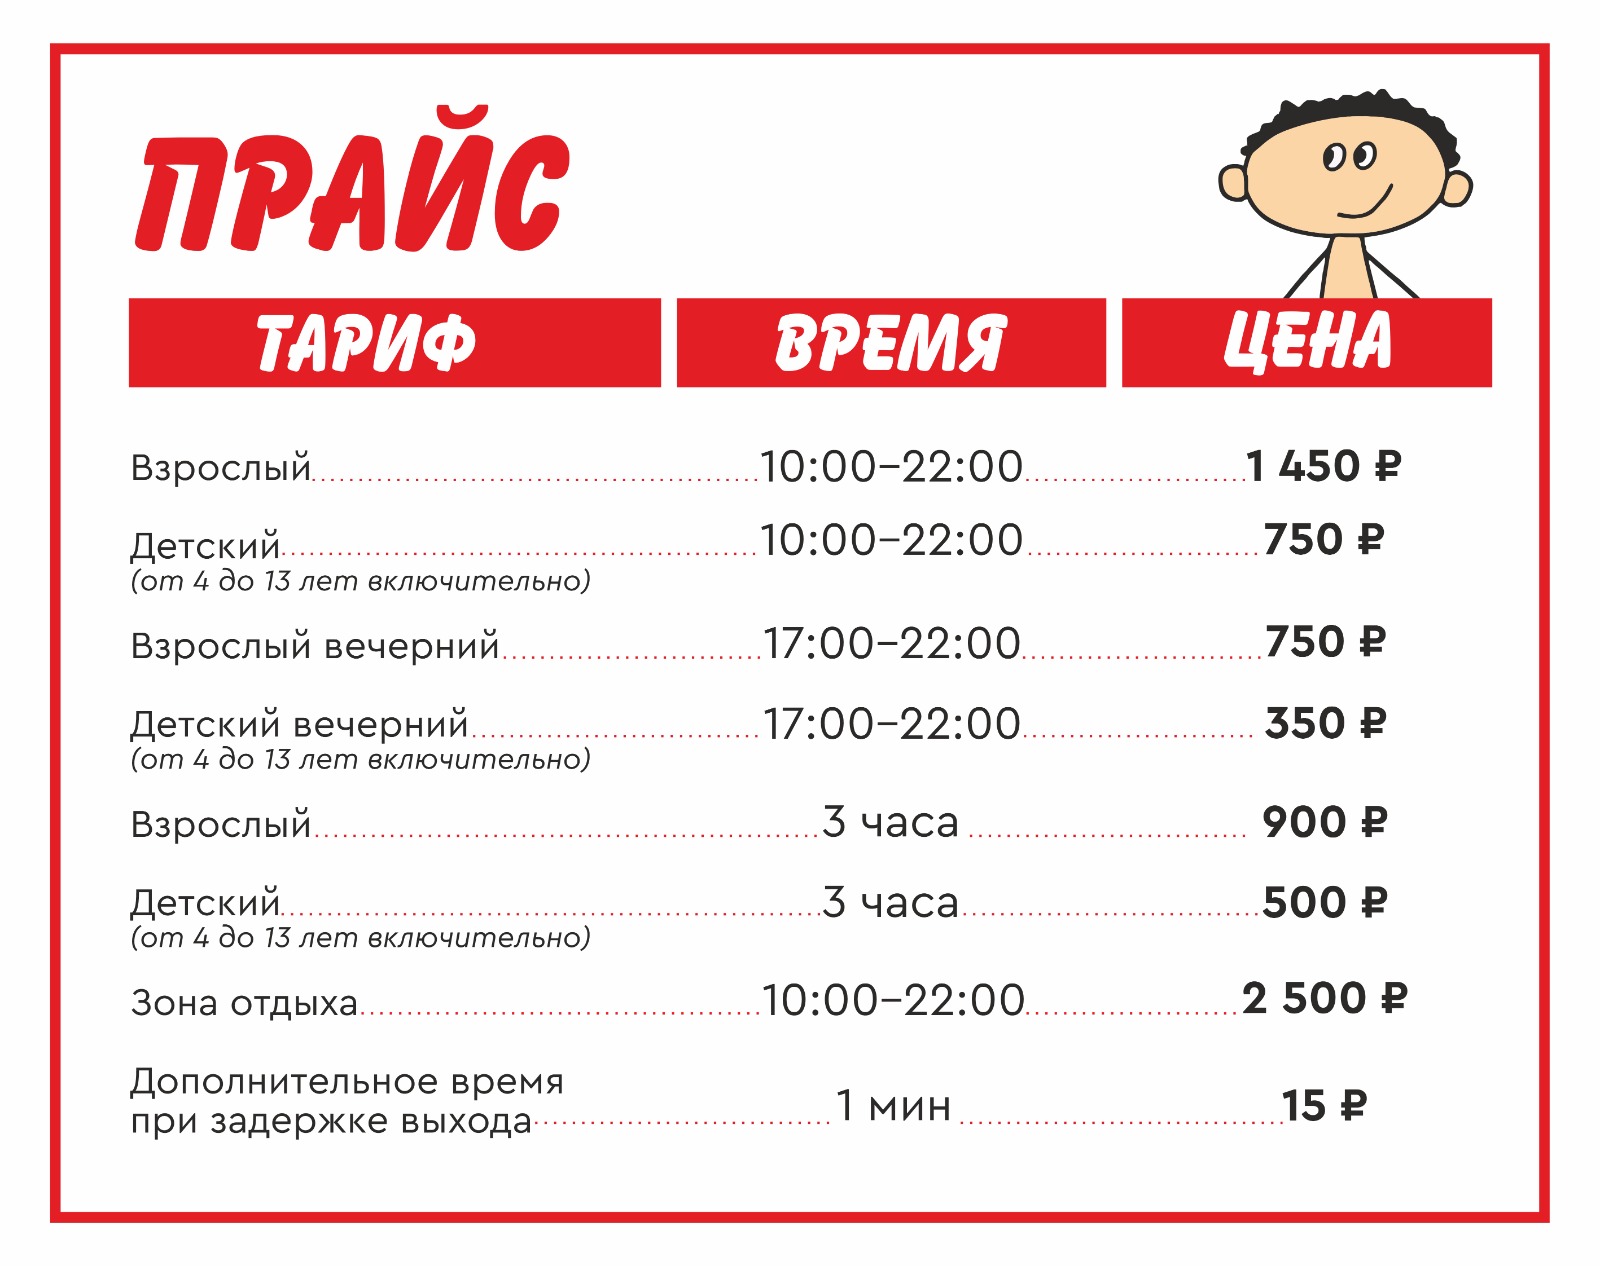 ПРАЙС
ТАРИФ ВРЕМЯ ЦЕНА
Взрослый 10:00–22:00 1 450 ₽
Детский 10:00–22:00 750 ₽
(от 4 до 13 лет включительно)
Взрослый вечерний 17:00–22:00 750 ₽
Детский вечерний 17:00–22:00 350 ₽
(от 4 до 13 лет включительно)
Взрослый 3 часа 900 ₽
Детский 3 часа 500 ₽
(от 4 до 13 лет включительно)
Зона отдыха 10:00–22:00 2 500 ₽
Дополнительное время
при задержке выхода 1 мин 15 ₽